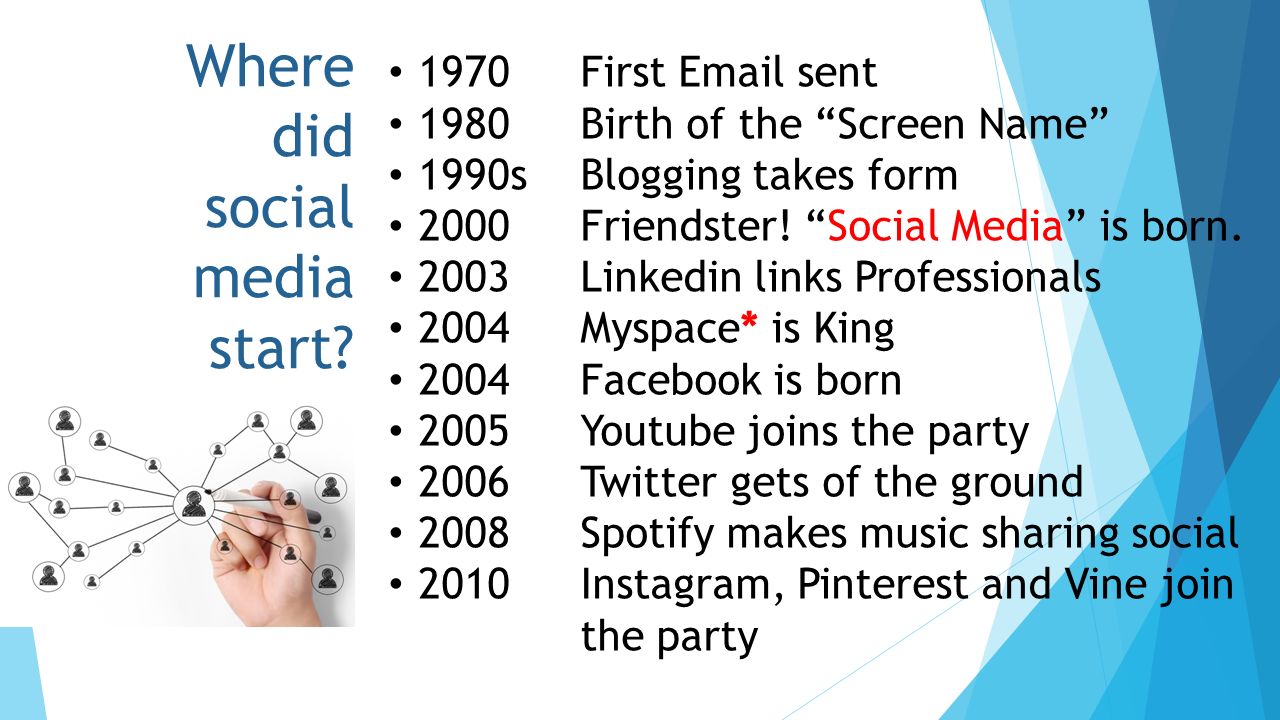 Where
did
social
media
start?
• 1970 First Email sent
• 1980 Birth of the “Screen Name”
• 1990s Blogging takes form
• 2000 Friendster! “Social Media” is born.
• 2003 Linkedin links Professionals
• 2004 Myspace* is King
• 2004 Facebook is born
• 2005 Youtube joins the party
• 2006 Twitter gets of the ground
• 2008 Spotify makes music sharing social
• 2010 Instagram, Pinterest and Vine join
the party